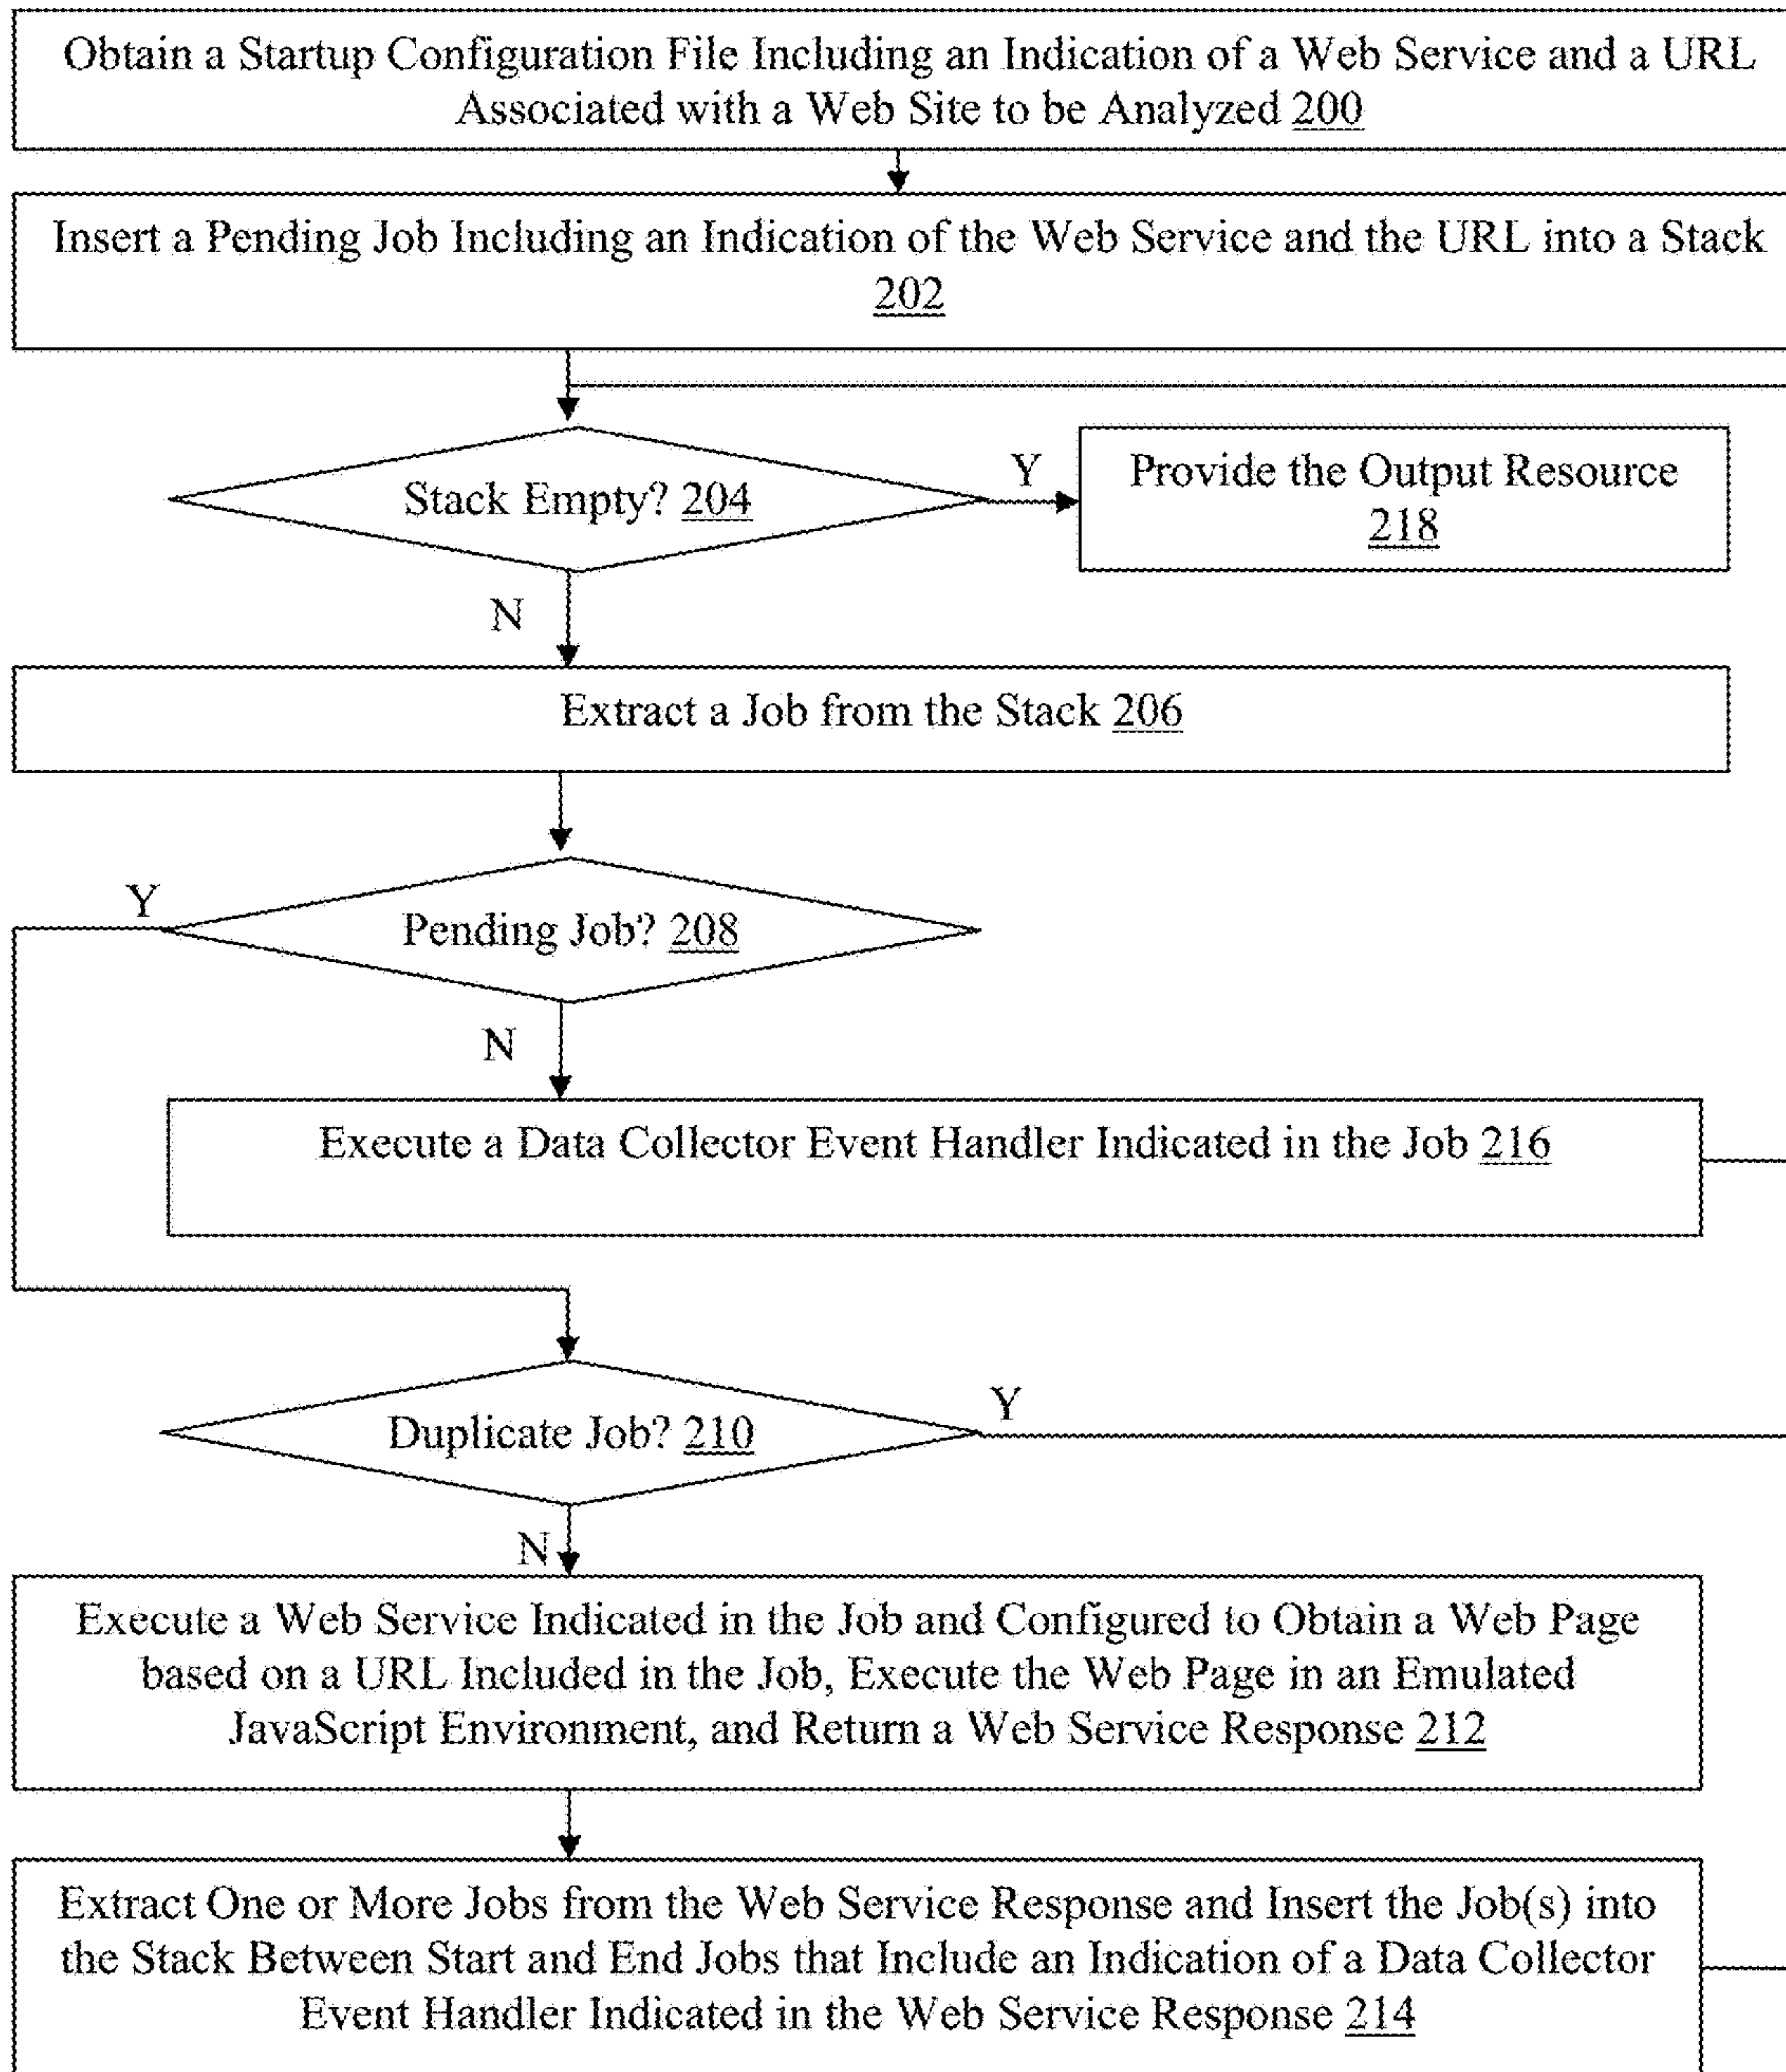 Obtain a Startup Configuration File Including an Indication of a Web Service and a URL
Associated with a Web Site to be Analyzed 200
Insert a Pending Job Including an Indication of the Web Service and the URL into a Stack
202
Stack Empty? 204
Y
Provide the Output Resource
218
N
Extract a Job from the Stack 206
Y
Pending Job? 208
N
Execute a Data Collector Event Handler Indicated in the Job 216
Duplicate Job? 210
Y
N
Execute a Web Service Indicated in the Job and Configured to Obtain a Web Page
based on a URL Included in the Job, Execute the Web Page in an Emulated
JavaScript Environment, and Return a Web Service Response 212
Extract One or More Jobs from the Web Service Response and Insert the Job(s) into
the Stack Between Start and End Jobs that Include an Indication of a Data Collector
Event Handler Indicated in the Web Service Response 214